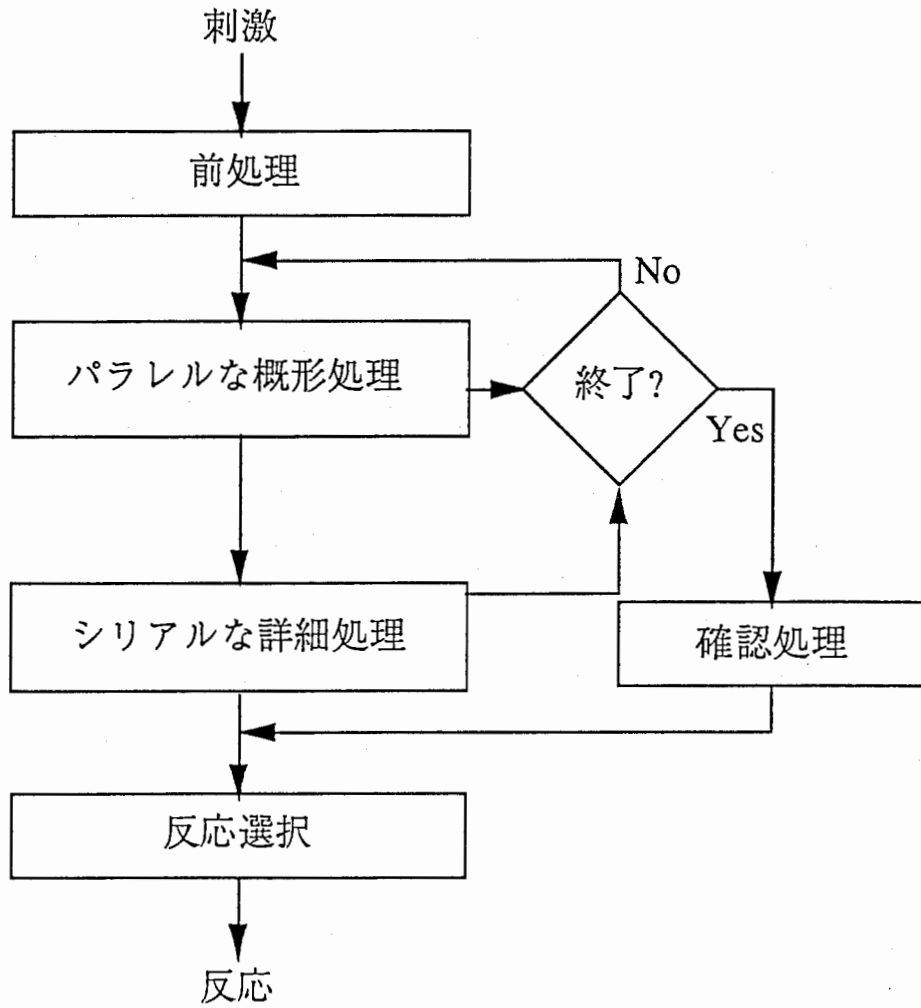 刺激
前処理
No
パラレルな概形処理
終了?
Yes
シリアルな詳細処理
確認処理
反応選択
反応